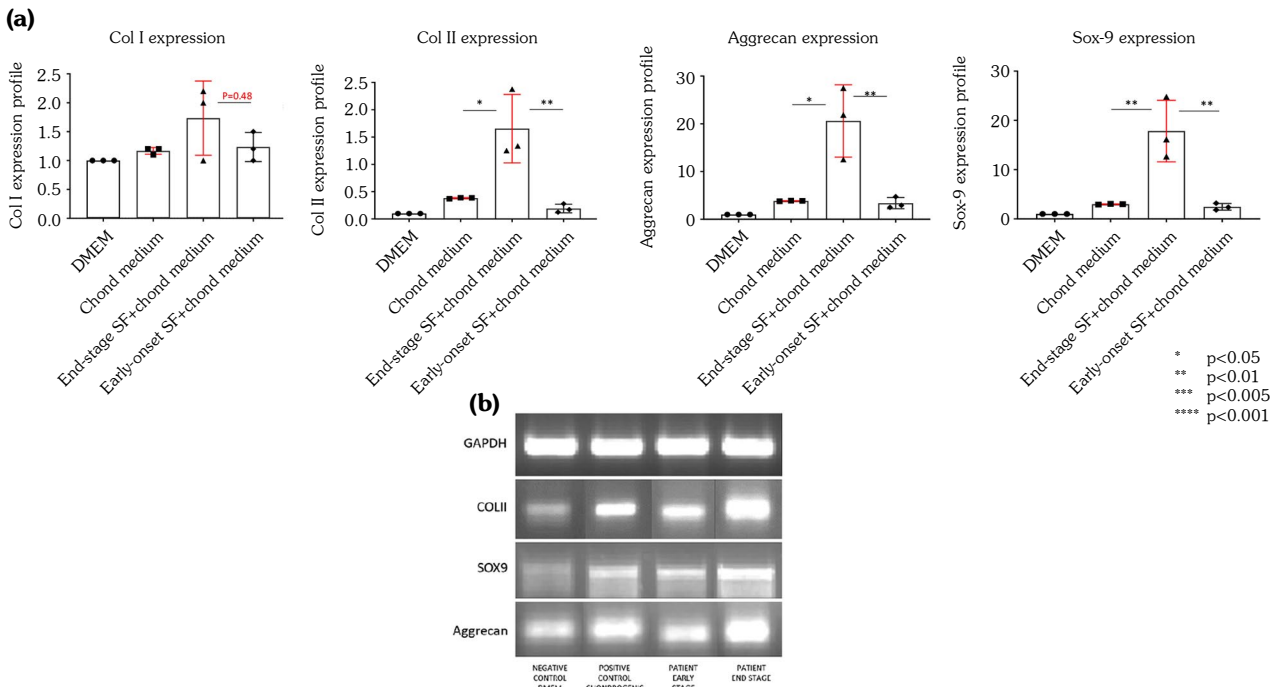 (a)
Col I expression
Col I expression profile
2.5
2.0
1.5
1.0
0.5
0.0
P=0.48
DMEM
Chond medium
End-stage SF+chond medium
Early-onset SF+chond medium
Col II expression
Col II expression profile
2.5
2.0
1.5
1.0
0.5
0.0
*
**
DMEM
Chond medium
End-stage SF+chond medium
Early-onset SF+chond medium
Aggrecan expression
Aggrecan expression profile
30
20
10
0
*
**
DMEM
Chond medium
End-stage SF+chond medium
Early-onset SF+chond medium
Sox-9 expression
Sox-9 expression profile
30
20
10
0
**
**
DMEM
Chond medium
End-stage SF+chond medium
Early-onset SF+chond medium
* p<0.05
** p<0.01
*** p<0.005
**** p<0.001
(b)
GAPDH
COLII
SOX9
Aggrecan
NEGATIVE
CONTROL
POSITIVE
CONTROL
PATIENT
EARLY
PATIENT
END STAGE